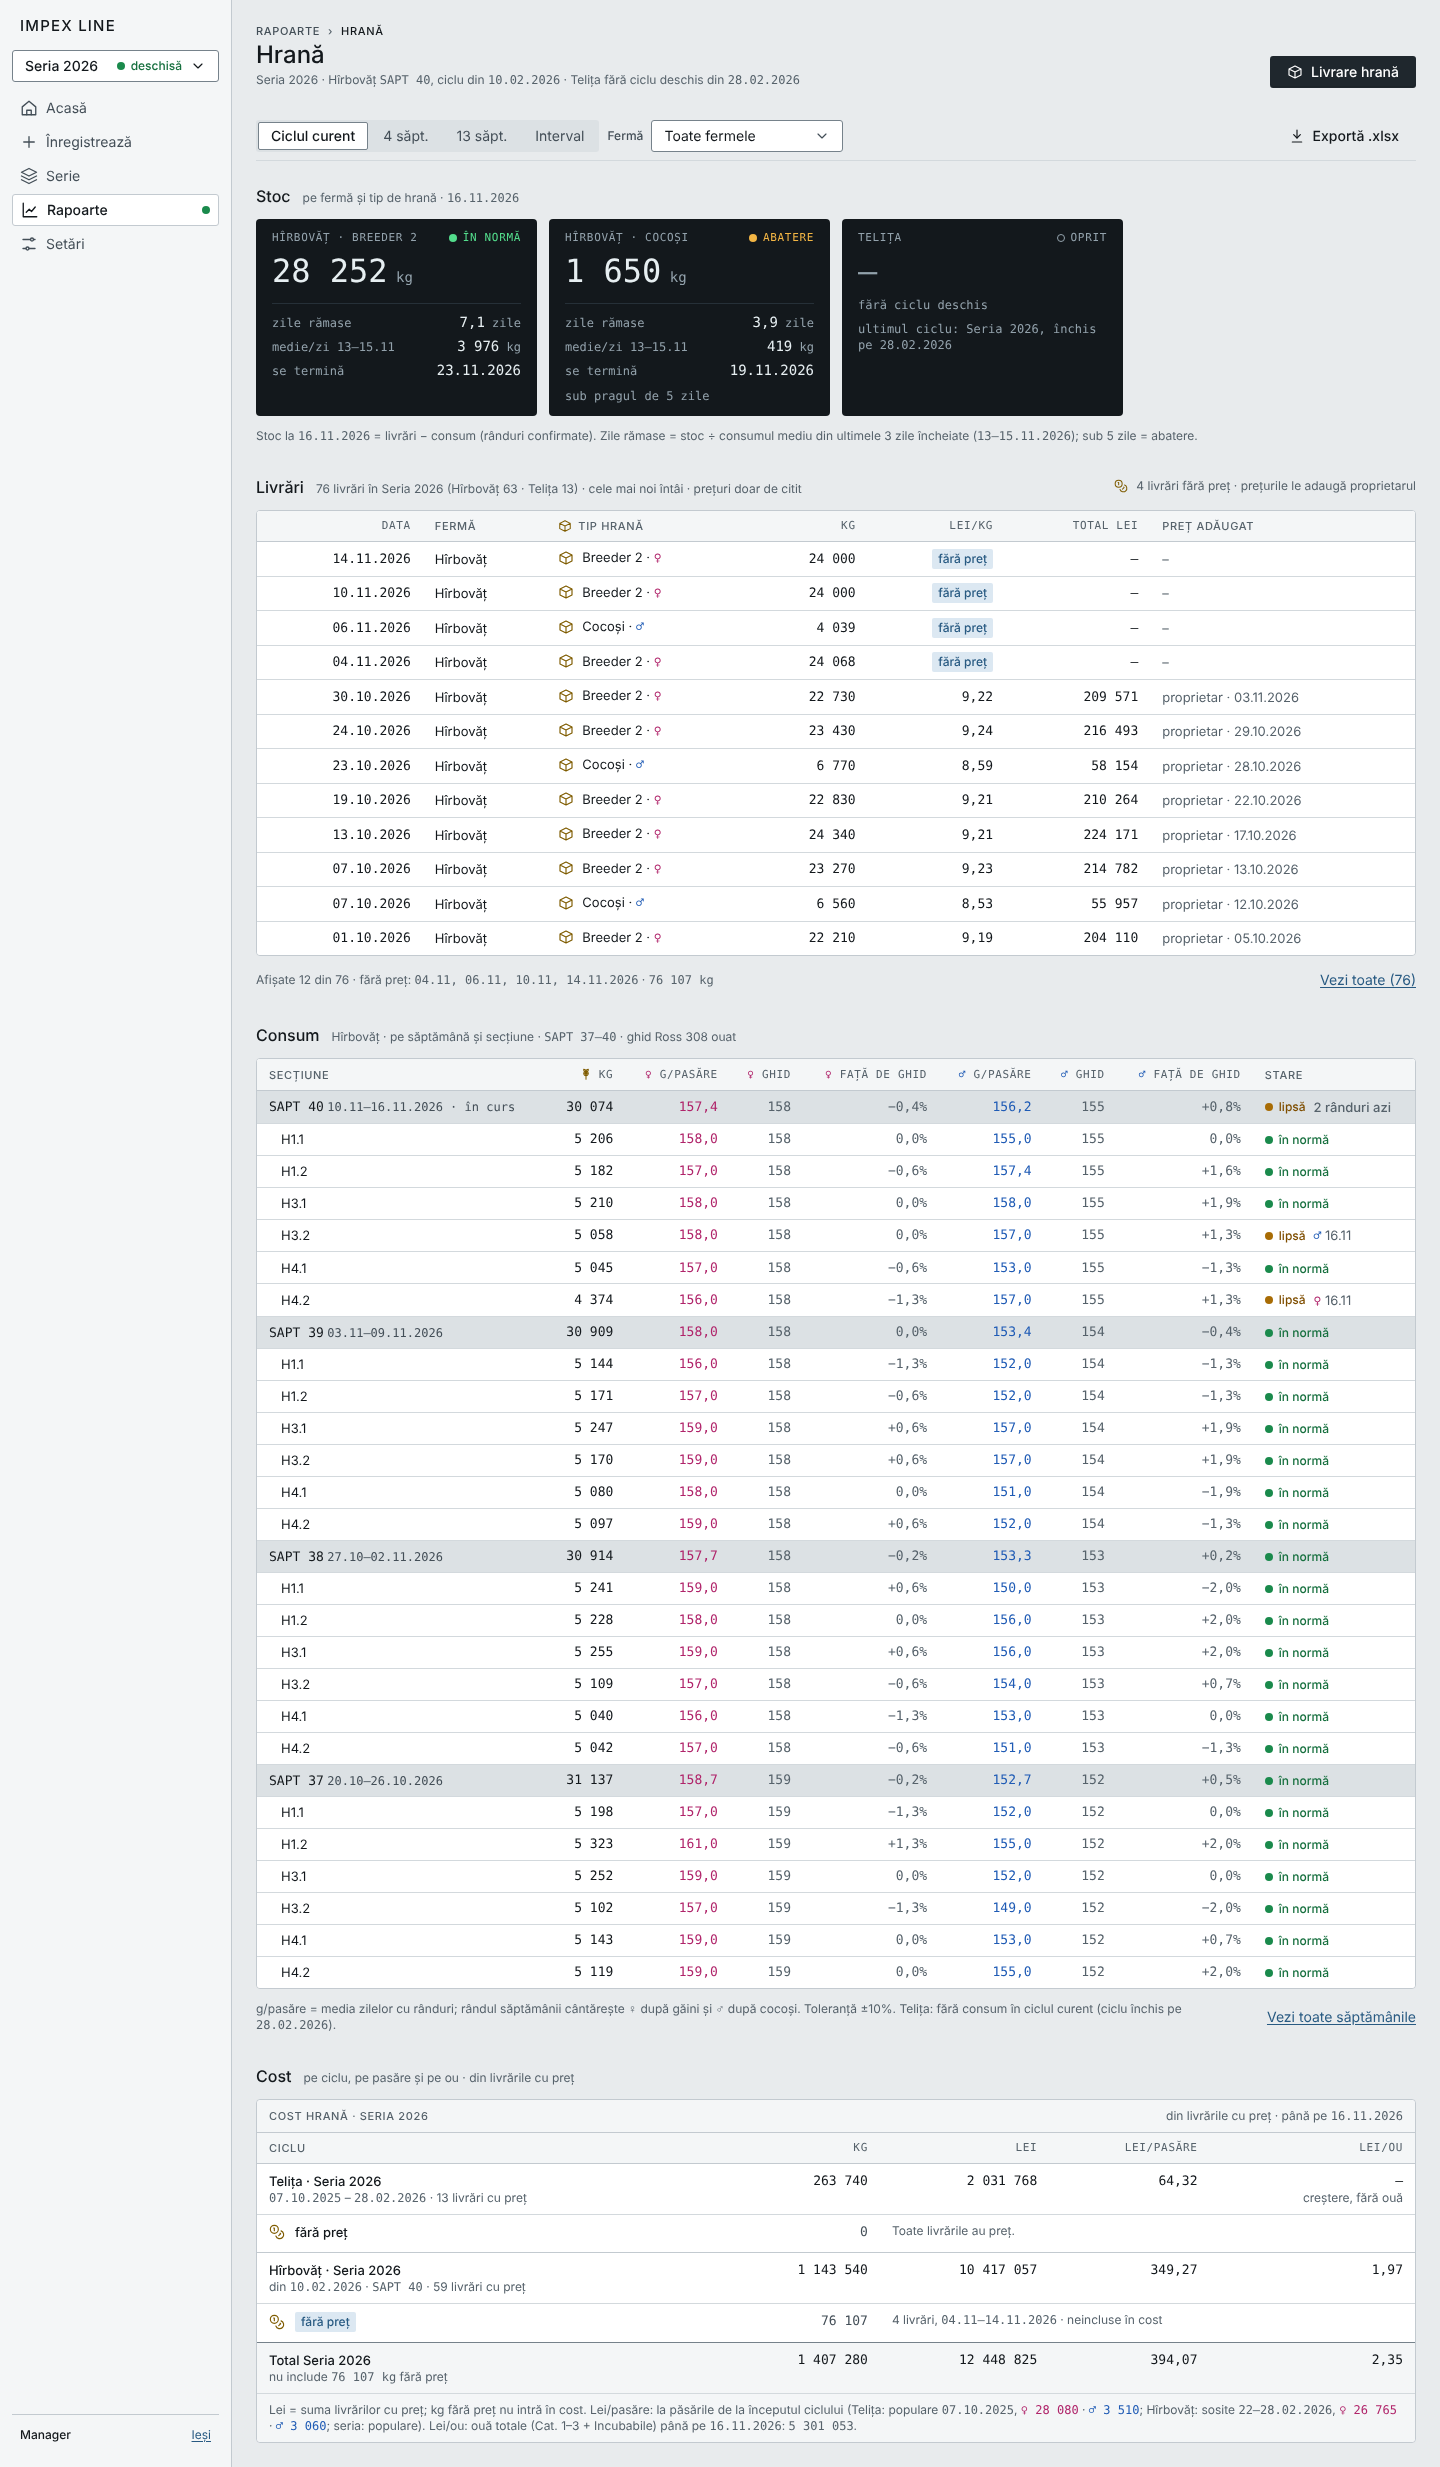 IMPEX LINE
Seria 2026 deschisă
Acasă
Înregistrează
Serie
Rapoarte
Setări
Manager Ieși
RAPOARTE › HRANĂ
Hrană
Seria 2026 · Hîrbovăț SAPT 40, ciclu din 10.02.2026 · Telița fără ciclu deschis din 28.02.2026
Livrare hrană
Ciclul curent 4 săpt. 13 săpt. Interval Fermă Toate fermele Exportă .xlsx
Stoc pe fermă și tip de hrană · 16.11.2026
HÎRBOVĂȚ · BREEDER 2 ÎN NORMĂ
28 252 kg
zile rămase 7,1 zile
medie/zi 13–15.11 3 976 kg
se termină 23.11.2026
HÎRBOVĂȚ · COCOȘI ABATERE
1 650 kg
zile rămase 3,9 zile
medie/zi 13–15.11 419 kg
se termină 19.11.2026
sub pragul de 5 zile
TELIȚA OPRIT
—
fără ciclu deschis
ultimul ciclu: Seria 2026, închis
pe 28.02.2026
Stoc la 16.11.2026 = livrări − consum (rânduri confirmate). Zile rămase = stoc ÷ consumul mediu din ultimele 3 zile încheiate (13–15.11.2026); sub 5 zile = abatere.
Livrări 76 livrări în Seria 2026 (Hîrbovăț 63 · Telița 13) · cele mai noi întâi · prețuri doar de citit 4 livrări fără preț · prețurile le adaugă proprietarul
DATA FERMĂ TIP HRANĂ KG LEI/KG TOTAL LEI PREȚ ADĂUGAT
14.11.2026 Hîrbovăț Breeder 2 · ♀ 24 000 fără preț — –
10.11.2026 Hîrbovăț Breeder 2 · ♀ 24 000 fără preț — –
06.11.2026 Hîrbovăț Cocoși · ♂ 4 039 fără preț — –
04.11.2026 Hîrbovăț Breeder 2 · ♀ 24 068 fără preț — –
30.10.2026 Hîrbovăț Breeder 2 · ♀ 22 730 9,22 209 571 proprietar · 03.11.2026
24.10.2026 Hîrbovăț Breeder 2 · ♀ 23 430 9,24 216 493 proprietar · 29.10.2026
23.10.2026 Hîrbovăț Cocoși · ♂ 6 770 8,59 58 154 proprietar · 28.10.2026
19.10.2026 Hîrbovăț Breeder 2 · ♀ 22 830 9,21 210 264 proprietar · 22.10.2026
13.10.2026 Hîrbovăț Breeder 2 · ♀ 24 340 9,21 224 171 proprietar · 17.10.2026
07.10.2026 Hîrbovăț Breeder 2 · ♀ 23 270 9,23 214 782 proprietar · 13.10.2026
07.10.2026 Hîrbovăț Cocoși · ♂ 6 560 8,53 55 957 proprietar · 12.10.2026
01.10.2026 Hîrbovăț Breeder 2 · ♀ 22 210 9,19 204 110 proprietar · 05.10.2026
Afișate 12 din 76 · fără preț: 04.11, 06.11, 10.11, 14.11.2026 · 76 107 kg Vezi toate (76)
Consum Hîrbovăț · pe săptămână și secțiune · SAPT 37–40 · ghid Ross 308 ouat
SECȚIUNE KG ♀ G/PASĂRE ♀ GHID ♀ FAȚĂ DE GHID ♂ G/PASĂRE ♂ GHID ♂ FAȚĂ DE GHID STARE
SAPT 40 10.11–16.11.2026 · în curs 30 074 157,4 158 −0,4% 156,2 155 +0,8% lipsă 2 rânduri azi
H1.1 5 206 158,0 158 0,0% 155,0 155 0,0% în normă
H1.2 5 182 157,0 158 −0,6% 157,4 155 +1,6% în normă
H3.1 5 210 158,0 158 0,0% 158,0 155 +1,9% în normă
H3.2 5 058 158,0 158 0,0% 157,0 155 +1,3% lipsă ♂ 16.11
H4.1 5 045 157,0 158 −0,6% 153,0 155 −1,3% în normă
H4.2 4 374 156,0 158 −1,3% 157,0 155 +1,3% lipsă ♀ 16.11
SAPT 39 03.11–09.11.2026 30 909 158,0 158 0,0% 153,4 154 −0,4% în normă
H1.1 5 144 156,0 158 −1,3% 152,0 154 −1,3% în normă
H1.2 5 171 157,0 158 −0,6% 152,0 154 −1,3% în normă
H3.1 5 247 159,0 158 +0,6% 157,0 154 +1,9% în normă
H3.2 5 170 159,0 158 +0,6% 157,0 154 +1,9% în normă
H4.1 5 080 158,0 158 0,0% 151,0 154 −1,9% în normă
H4.2 5 097 159,0 158 +0,6% 152,0 154 −1,3% în normă
SAPT 38 27.10–02.11.2026 30 914 157,7 158 −0,2% 153,3 153 +0,2% în normă
H1.1 5 241 159,0 158 +0,6% 150,0 153 −2,0% în normă
H1.2 5 228 158,0 158 0,0% 156,0 153 +2,0% în normă
H3.1 5 255 159,0 158 +0,6% 156,0 153 +2,0% în normă
H3.2 5 109 157,0 158 −0,6% 154,0 153 +0,7% în normă
H4.1 5 040 156,0 158 −1,3% 153,0 153 0,0% în normă
H4.2 5 042 157,0 158 −0,6% 151,0 153 −1,3% în normă
SAPT 37 20.10–26.10.2026 31 137 158,7 159 −0,2% 152,7 152 +0,5% în normă
H1.1 5 198 157,0 159 −1,3% 152,0 152 0,0% în normă
H1.2 5 323 161,0 159 +1,3% 155,0 152 +2,0% în normă
H3.1 5 252 159,0 159 0,0% 152,0 152 0,0% în normă
H3.2 5 102 157,0 159 −1,3% 149,0 152 −2,0% în normă
H4.1 5 143 159,0 159 0,0% 153,0 152 +0,7% în normă
H4.2 5 119 159,0 159 0,0% 155,0 152 +2,0% în normă
g/pasăre = media zilelor cu rânduri; rândul săptămânii cântărește ♀ după găini și ♂ după cocoși. Toleranță ±10%. Telița: fără consum în ciclul curent (ciclu închis pe
28.02.2026). Vezi toate săptămânile
Cost pe ciclu, pe pasăre și pe ou · din livrările cu preț
COST HRANĂ · SERIA 2026 din livrările cu preț · până pe 16.11.2026
CICLU KG LEI LEI/PASĂRE LEI/OU
Telița · Seria 2026 263 740 2 031 768 64,32 —
07.10.2025 – 28.02.2026 · 13 livrări cu preț creștere, fără ouă
fără preț 0 Toate livrările au preț.
Hîrbovăț · Seria 2026 1 143 540 10 417 057 349,27 1,97
din 10.02.2026 · SAPT 40 · 59 livrări cu preț
fără preț 76 107 4 livrări, 04.11–14.11.2026 · neincluse în cost
Total Seria 2026 1 407 280 12 448 825 394,07 2,35
nu include 76 107 kg fără preț
Lei = suma livrărilor cu preț; kg fără preț nu intră în cost. Lei/pasăre: la păsările de la începutul ciclului (Telița: populare 07.10.2025, ♀ 28 080 · ♂ 3 510; Hîrbovăț: sosite 22–28.02.2026, ♀ 26 765
· ♂ 3 060; seria: populare). Lei/ou: ouă totale (Cat. 1–3 + Incubabile) până pe 16.11.2026: 5 301 053.